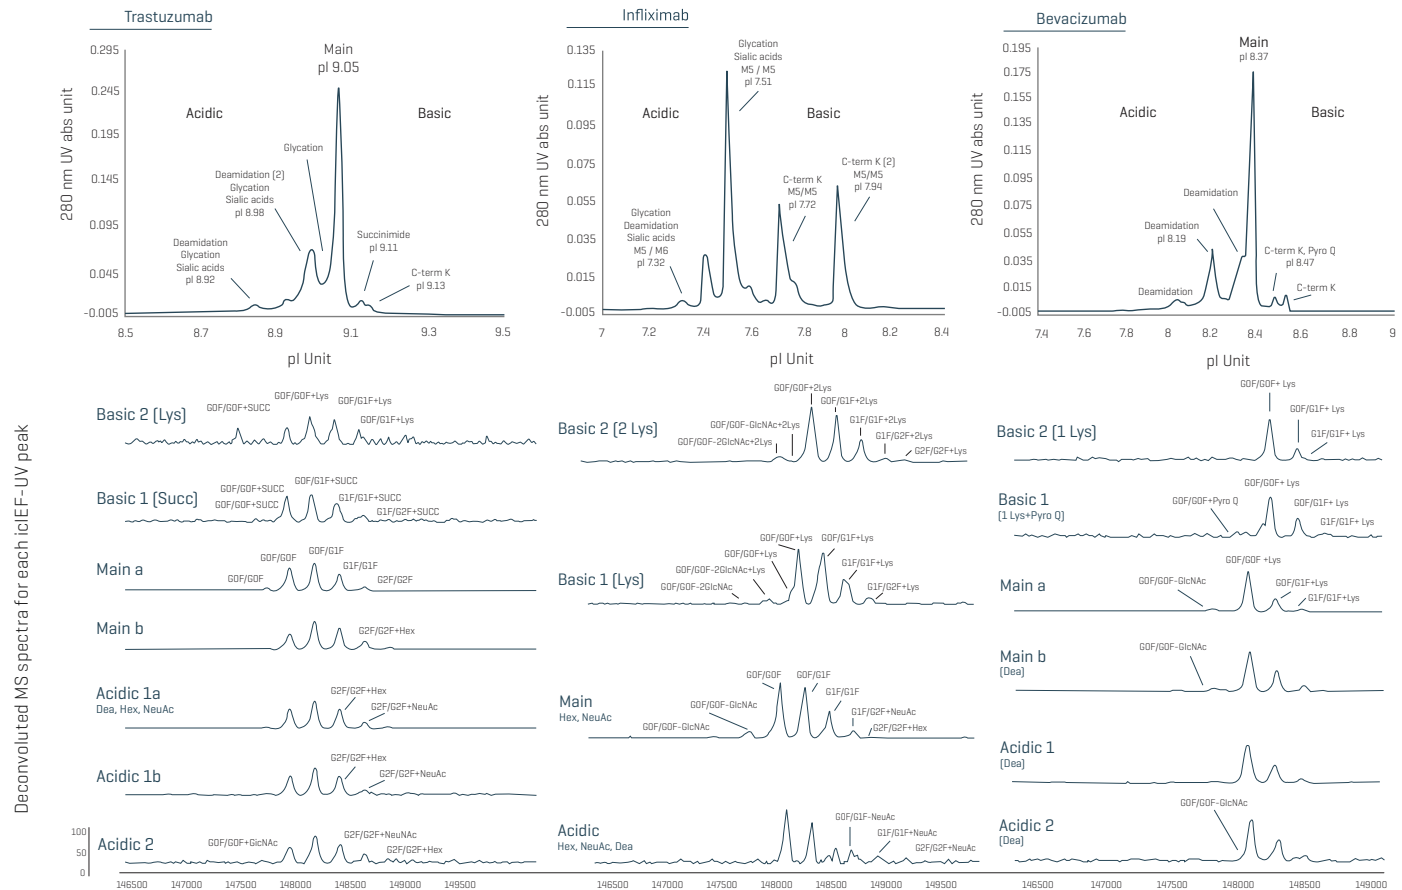 Trastuzumab
0.295
0.245
0.195
0.145
0.095
0.045
-0.005
280 nm UV abs unit
Main
pI 9.05
Acidic
Basic
Glycation
Deamidation (2)
Glycation
Sialic acids
pI 8.98
Deamidation
Glycation
Sialic acids
pI 8.92
Succinimide
pI 9.11
C-term K
pI 9.13
8.5
8.7
8.9
9.1
9.3
9.5
pI Unit
Infliximab
0.135
0.115
0.095
0.075
0.055
0.035
0.015
-0.005
280 nm UV abs unit
Glycation
Sialic acids
M5 / M5
pI 7.51
Acidic
Basic
C-term K (2)
M5/M5
pI 7.94
C-term K
M5/M5
pI 7.72
Glycation
Deamidation
Sialic acids
M5 / M6
pI 7.32
7
7.2
7.4
7.6
7.8
8
8.2
8.4
pI Unit
Bevacizumab
0.195
0.175
0.155
0.135
0.115
0.095
0.075
0.055
0.035
0.015
-0.005
280 nm UV abs unit
Main
pI 8.37
Acidic
Basic
Deamidation
Deamidation
pI 8.19
C-term K, Pyro Q
pI 8.47
Deamidation
C-term K
7.4
7.6
7.8
8
8.2
8.4
8.6
8.8
9
pI Unit
Deconvoluted MS spectra for each icIEF-UV peak
Basic 2 (Lys)
G0F/G0F+SUCC
G0F/G0F+Lys
G0F/G1F+Lys
G0F/G1F+Lys
Basic 1 (Succ)
G0F/G0F+SUCC
G0F/G0F+SUCC
G0F/G1F+SUCC
G1F/G1F+SUCC
G1F/G2F+SUCC
Main a
G0F/G0F
G0F/G0F
G0F/G1F
G1F/G1F
G2F/G2F
Main b
G2F/G2F+Hex
Acidic 1a
Dea, Hex, NeuAc
G2F/G2F+Hex
G2F/G2F+NeuAc
Acidic 1b
G2F/G2F+Hex
G2F/G2F+NeuAc
100
50
0
Acidic 2
G0F/G0F+GlcNAc
G2F/G2F+NeuNAc
G2F/G2F+Hex
146500
147000
147500
148000
148500
149000
149500
Basic 2 (2 Lys)
G0F/G0F-2GlcNAc+2Lys
G0F/G0F-GlcNAc+2Lys
G0F/G0F+2Lys
G0F/G1F+2Lys
G1F/G1F+2Lys
G1F/G2F+2Lys
G2F/G2F+Lys
Basic 1 (Lys)
G0F/G0F-2GlcNAc
G0F/G0F-2GlcNAc+Lys
G0F/G0F+Lys
G0F/G0F+Lys
G0F/G1F+Lys
G1F/G1F+Lys
G1F/G2F+Lys
Main
Hex, NeuAc
G0F/G0F-GlcNAc
G0F/G0F-GlcNAc
G0F/G0F
G0F/G1F
G1F/G1F
G1F/G2F+NeuAc
G2F/G2F+Hex
Acidic
Hex, NeuAc, Dea
G0F/G1F-NeuAc
G1F/G1F+NeuAc
G2F/G2F+NeuAc
146500
147000
147500
148000
148500
149000
149500
Basic 2 (1 Lys)
G0F/G0F+ Lys
G0F/G1F+ Lys
G1F/G1F+ Lys
Basic 1
(1 Lys+Pyro Q)
G0F/G0F+Pyro Q
G0F/G0F+ Lys
G0F/G1F+ Lys
G1F/G1F+ Lys
Main a
G0F/G0F-GlcNAc
G0F/G0F +Lys
G0F/G1F+Lys
G1F/G1F+Lys
Main b
(Dea)
G0F/G0F-GlcNAc
Acidic 1
(Dea)
Acidic 2
(Dea)
G0F/G0F-GlcNAc
146500
147000
147500
148000
148500
149000